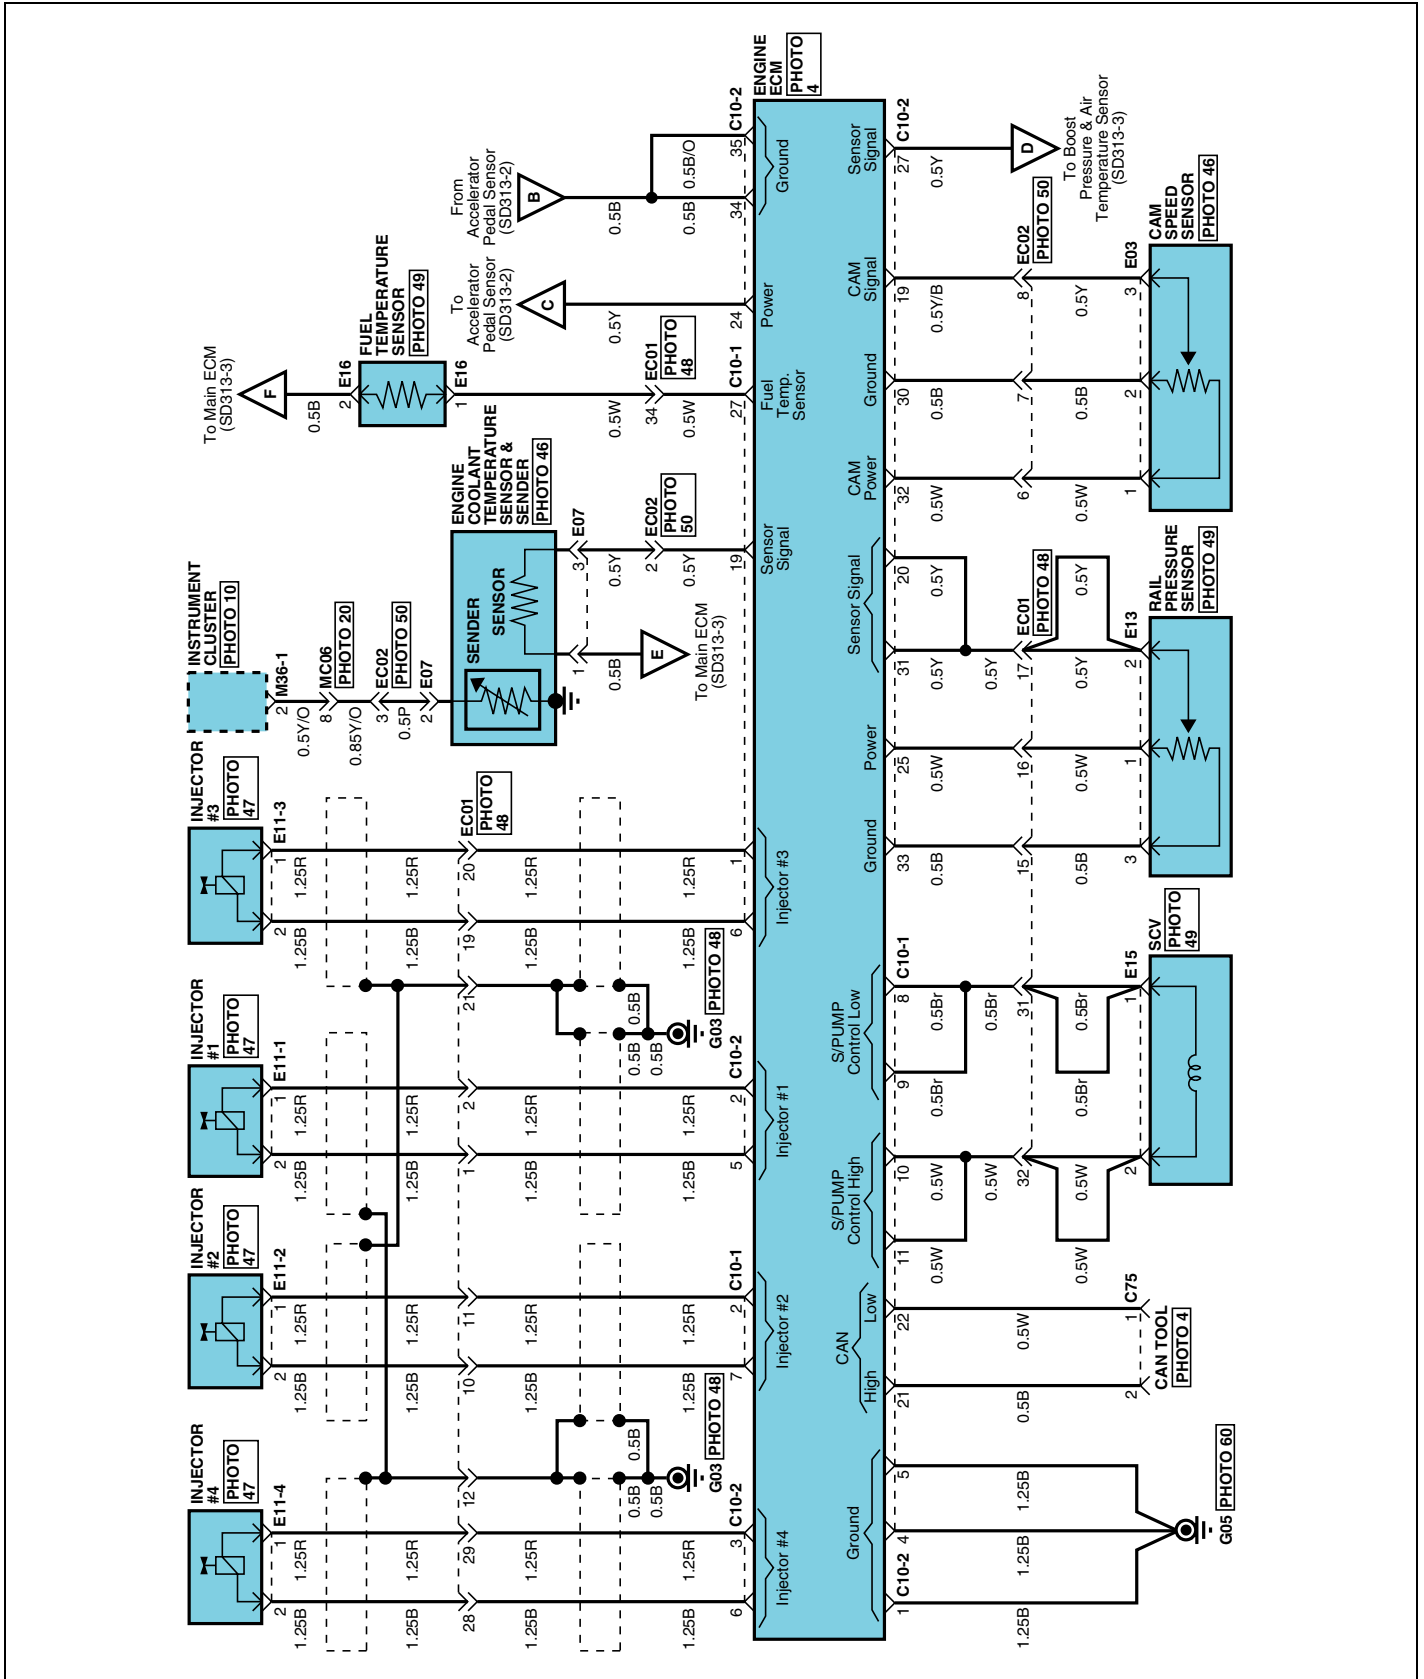 INJECTOR
#4
PHOTO
47
E11-4
2
1
1.25B
1.25R
1.25B
1.25R
28
29
12
1.25B
1.25R
0.5B
0.5B
0.5B
G03 PHOTO 48
1.25B
1.25R
6
3
C10-2
Injector #4
INJECTOR
#2
PHOTO
47
E11-2
2
1
1.25B
1.25R
1.25B
1.25R
10
11
1.25B
1.25R
1.25B
1.25R
7
2
C10-1
Injector #2
INJECTOR
#1
PHOTO
47
E11-1
2
1
1.25B
1.25R
1.25B
1.25R
1
2
21
1.25B
1.25R
0.5B
0.5B
0.5B
G03 PHOTO 48
1.25B
1.25R
5
2
C10-2
Injector #1
INJECTOR
#3
PHOTO
47
E11-3
2
1
1.25B
1.25R
1.25B
1.25R
19
20
EC01
PHOTO
48
1.25B
1.25R
1.25B
1.25R
6
1
Injector #3
INSTRUMENT
CLUSTER
PHOTO 10
M36-1
2
0.5Y/O
8
MC06
PHOTO 20
0.85Y/O
3
EC02
PHOTO 50
0.5P
2
E07
ENGINE
COOLANT
TEMPERATURE
SENSOR &
SENDER
PHOTO 46
SENDER
SENSOR
1
3
E07
0.5B
0.5Y
E
To Main ECM
(SD313-3)
2
EC02
PHOTO
50
0.5Y
19
Sensor
Signal
To Main ECM
(SD313-3)
F
0.5B
2
E16
FUEL
TEMPERATURE
SENSOR
PHOTO 49
1
E16
0.5W
34
EC01
PHOTO
48
0.5W
27
C10-1
Fuel
Temp.
Sensor
To
Accelerator
Pedal Sensor
(SD313-2)
C
0.5Y
24
Power
From
Accelerator
Pedal Sensor
(SD313-2)
B
0.5B
0.5B
0.5B/O
34
35
C10-2
Ground
ENGINE
ECM
PHOTO
4
Ground
1
C10-2
4
5
1.25B
1.25B
1.25B
G05 PHOTO 60
CAN
High
Low
21
22
0.5B
0.5W
2
1
C75
CAN TOOL
PHOTO 4
S/PUMP
Control High
11
10
0.5W
0.5W
0.5W
32
0.5W
0.5W
2
S/PUMP
Control Low
9
8
C10-1
0.5Br
0.5Br
0.5Br
31
0.5Br
0.5Br
1
E15
SCV
PHOTO
49
Ground
33
0.5B
15
0.5B
3
Power
25
0.5W
16
0.5W
1
Sensor Signal
31
20
0.5Y
0.5Y
0.5Y
17
EC01
PHOTO 48
0.5Y
0.5Y
2
E13
RAIL
PRESSURE
SENSOR
PHOTO 49
CAM
Power
32
0.5W
6
0.5W
1
Ground
30
0.5B
7
0.5B
2
CAM
Signal
19
0.5Y/B
8
EC02
PHOTO 50
0.5Y
3
E03
CAM
SPEED
SENSOR
PHOTO 46
Sensor
Signal
27
C10-2
0.5Y
D
To Boost
Pressure & Air
Temperature Sensor
(SD313-3)